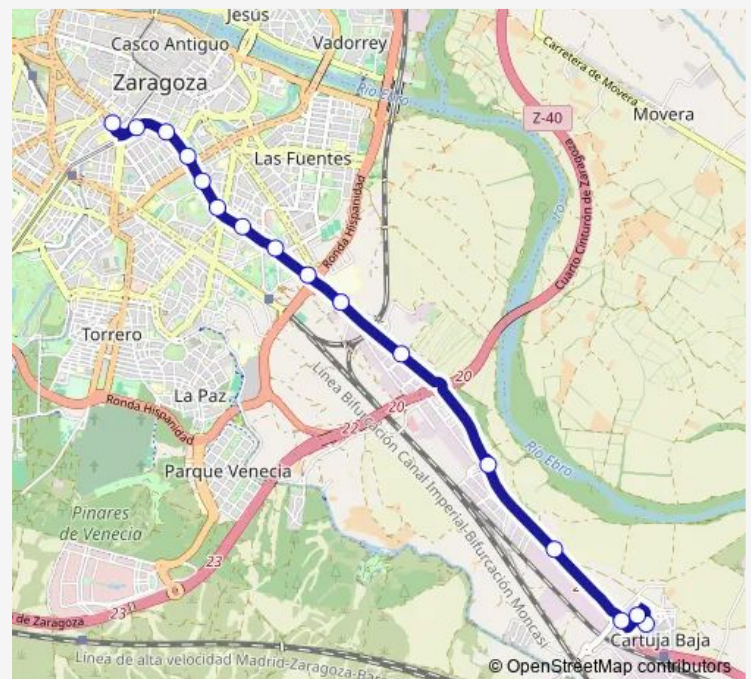 Jesús
Casco Antiguo
Vadorrey
Carretera de Movera
Zaragoza
Río Ebro
Z-40
Movera
Las Fuentes
Ronda Hispanidad
Cuarto Cinturón de Zaragoza
Torrero
La Paz
20
Línea Bifurcación Canal Imperial-Bifurcación Moncasi
20
22
Ronda Hispanidad
Parque Venecia
Río Ebro
Pinares
de Venecia
23
23
de Zaragoza
Cartuja Baja
Línea de alta velocidad Madrid-Zaragoza-Bar
© OpenStreetMap contributors